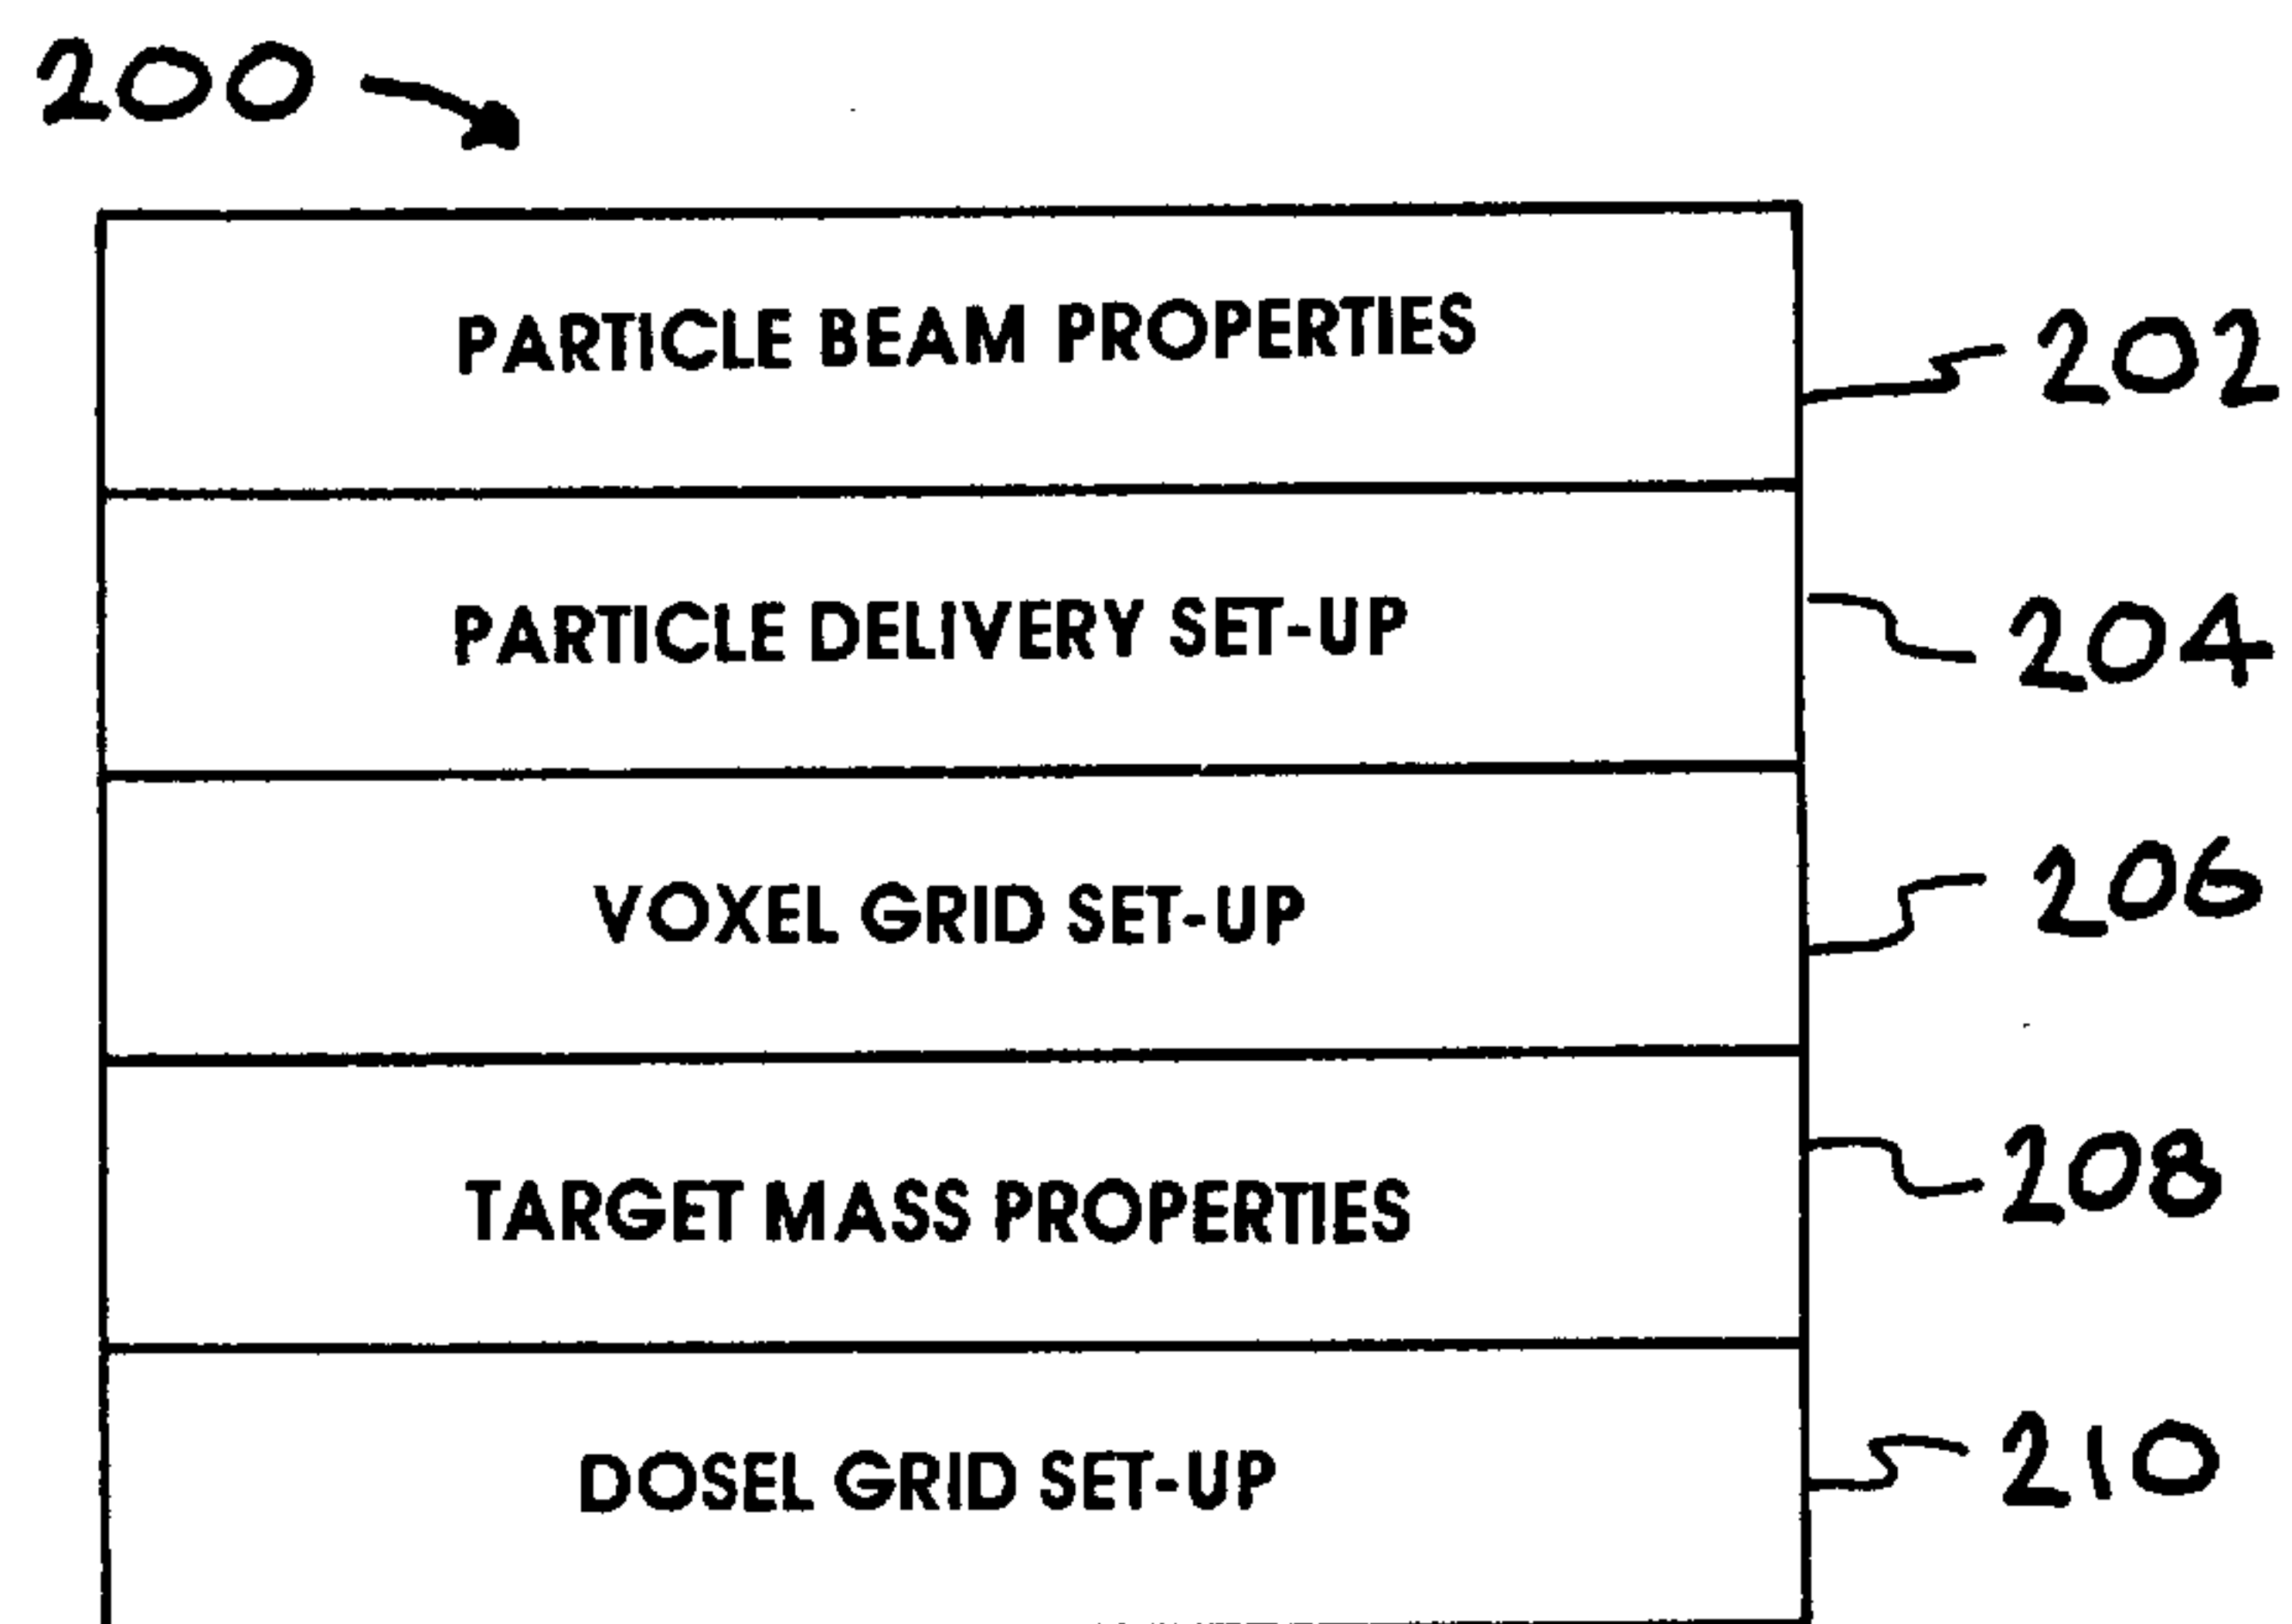 200
PARTICLE BEAM PROPERTIES
202
PARTICLE DELIVERY SET-UP
204
VOXEL GRID SET-UP
206
TARGET MASS PROPERTIES
208
DOSEL GRID SET-UP
210